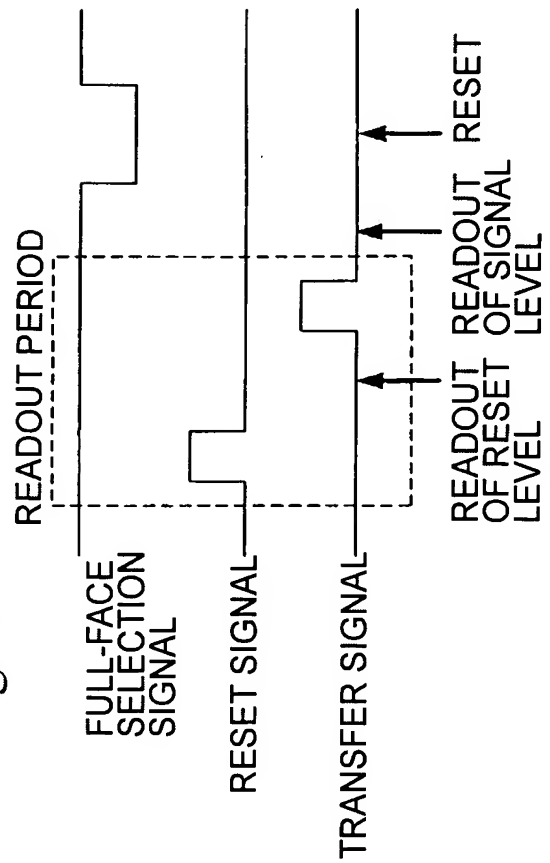 READOUT PERIOD
FULL-FACE
SELECTION
SIGNAL
RESET SIGNAL
TRANSFER SIGNAL
READOUT
OF RESET
LEVEL
READOUT
OF SIGNAL
LEVEL
RESET